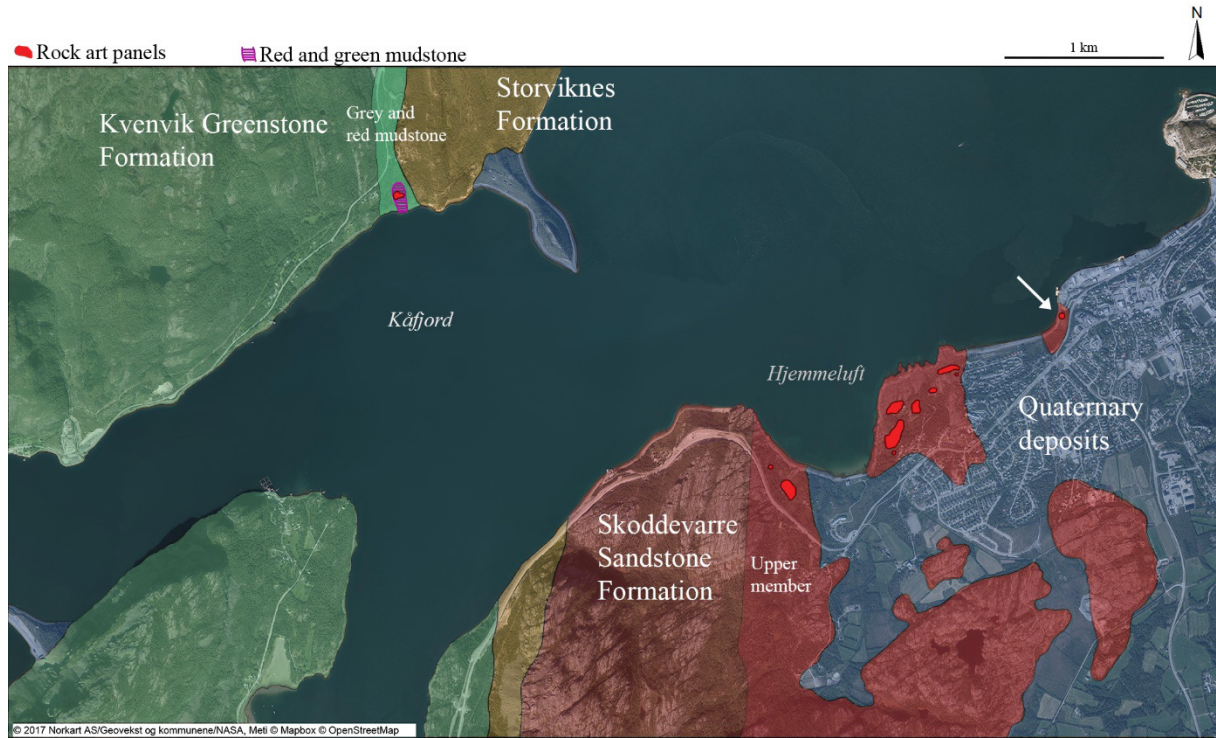 N
Rock art panels
Red and green mudstone
1 km
Storviknes
Formation
Kvenvik Greenstone
Formation
Grey and
red mudstone
Kåfjord
Hjemmeluft
Quaternary
deposits
Skoddevarre
Sandstone
Formation
Upper
member
© 2017 Norkart AS/Geovekst og kommunene/NASA, Meti © Mapbox © OpenStreetMap